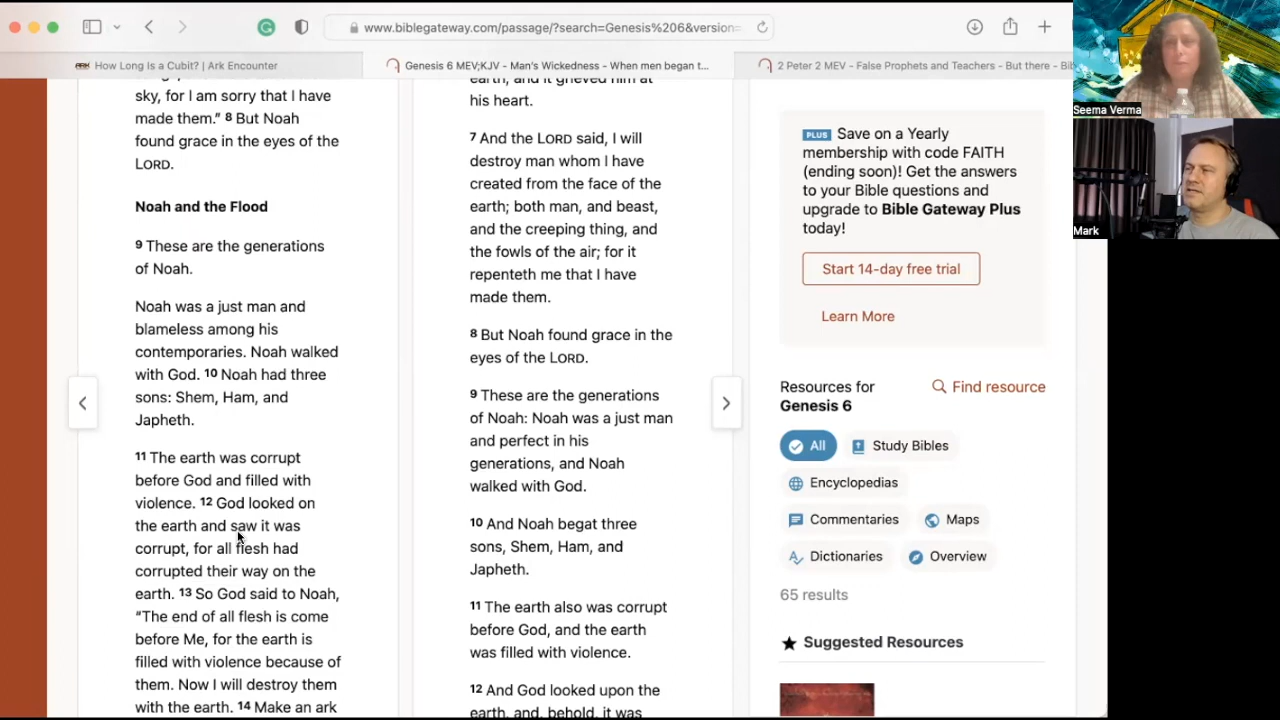 www.biblegateway.com/passage/?search=Genesis%206&version=
How Long Is a Cubit? | Ark Encounter
Genesis 6 MEV;KJV - Man's Wickedness - When men began t...
2 Peter 2 MEV - False Prophets and Teachers - But there - Bib
sky, for I am sorry that I have
made them.” 8 But Noah
found grace in the eyes of the
LORD.
Noah and the Flood
9 These are the generations
of Noah.
Noah was a just man and
blameless among his
contemporaries. Noah walked
with God. 10 Noah had three
sons: Shem, Ham, and
Japheth.
11 The earth was corrupt
before God and filled with
violence. 12 God looked on
the earth and saw it was
corrupt, for all flesh had
corrupted their way on the
earth. 13 So God said to Noah,
“The end of all flesh is come
before Me, for the earth is
filled with violence because of
them. Now I will destroy them
with the earth. 14 Make an ark
earth, and it grieved him at
his heart.
7 And the LORD said, I will
destroy man whom I have
created from the face of the
earth; both man, and beast,
and the creeping thing, and
the fowls of the air; for it
repenteth me that I have
made them.
8 But Noah found grace in the
eyes of the LORD.
9 These are the generations
of Noah: Noah was a just man
and perfect in his
generations, and Noah
walked with God.
10 And Noah begat three
sons, Shem, Ham, and
Japheth.
11 The earth also was corrupt
before God, and the earth
was filled with violence.
12 And God looked upon the
earth, and, behold, it was
PLUS Save on a Yearly
membership with code FAITH
(ending soon)! Get the answers
to your Bible questions and
upgrade to Bible Gateway Plus
today!
Start 14-day free trial
Learn More
Resources for
Genesis 6
Find resource
All
Study Bibles
Encyclopedias
Commentaries
Maps
Dictionaries
Overview
65 results
Suggested Resources
Seema Verma
Mark